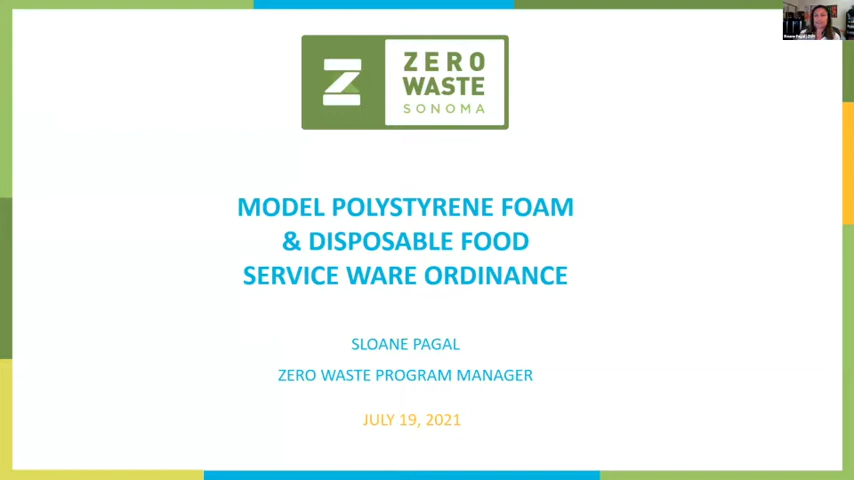 ZERO
WASTE
SONOMA
MODEL POLYSTYRENE FOAM
& DISPOSABLE FOOD
SERVICE WARE ORDINANCE
SLOANE PAGAL
ZERO WASTE PROGRAM MANAGER
JULY 19, 2021